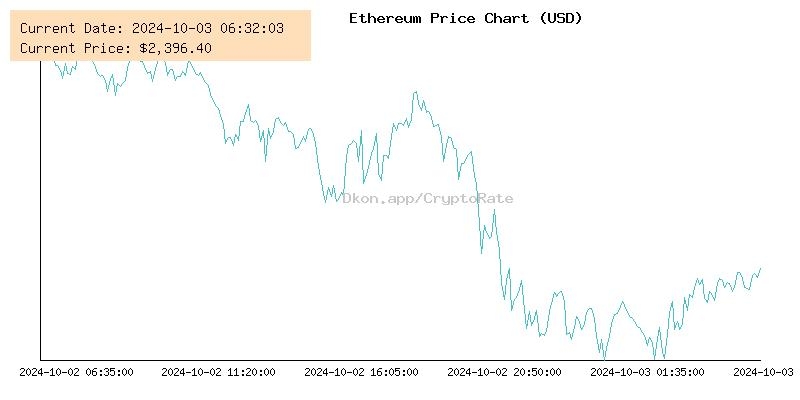 Ethereum Price Chart (USD)
Current Date: 2024-10-03 06:32:03
Current Price: $2,396.40
Dkon.app/CryptoRate
2024-10-02 06:35:00 2024-10-02 11:20:00 2024-10-02 16:05:00 2024-10-02 20:50:00 2024-10-03 01:35:00 2024-10-03